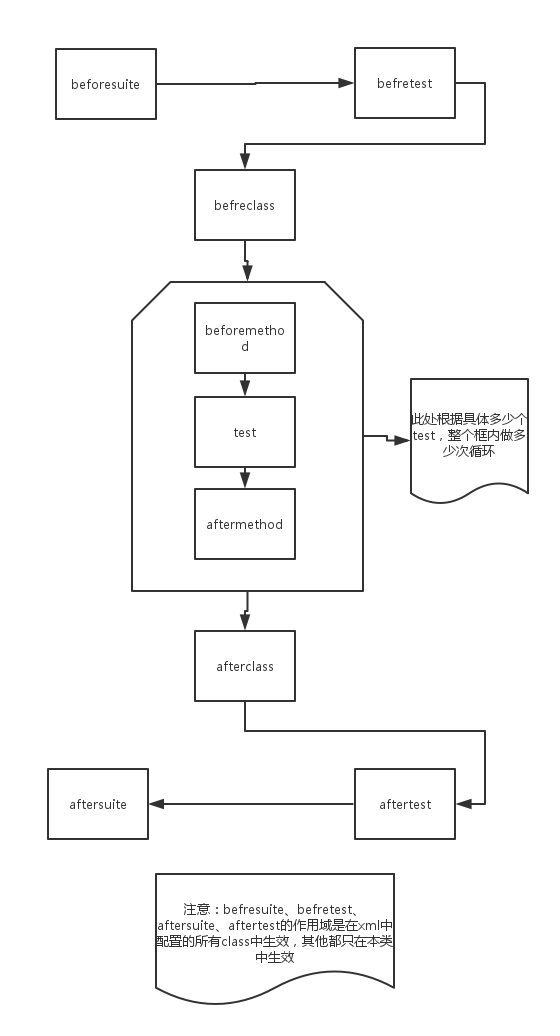 beforesuite
befretest
befreclass
beforemetho
d
test
aftermethod
此处根据具体多少个
test，整个框内做多
少次循环
afterclass
aftersuite
aftertest
注意：befresuite、befretest、
aftersuite、aftertest的作用域是在xml中
配置的所有class中生效，其他都只在本类
中生效